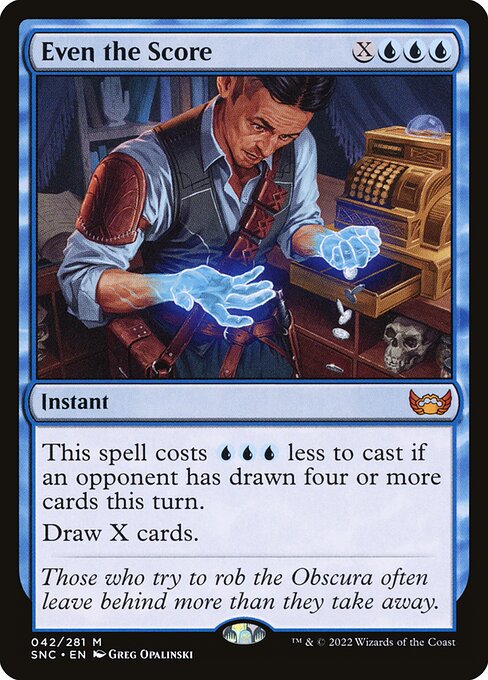 Even the Score X
Instant
This spell costs less to cast if
an opponent has drawn four or more
cards this turn.
Draw X cards.
Those who try to rob the Obscura often
leave behind more than they take away.
042/281 M
SNC • EN Greg Opalinski
™ & © 2022 Wizards of the Coast